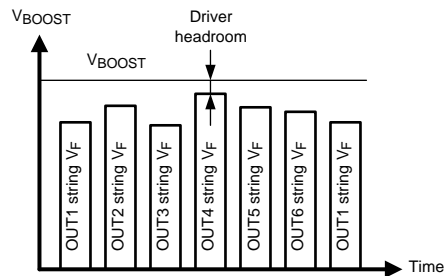 VBOOST
Driver
headroom
VBOOST
OUT1 string VF
OUT2 string VF
OUT3 string VF
OUT4 string VF
OUT5 string VF
OUT6 string VF
OUT1 string VF
Time